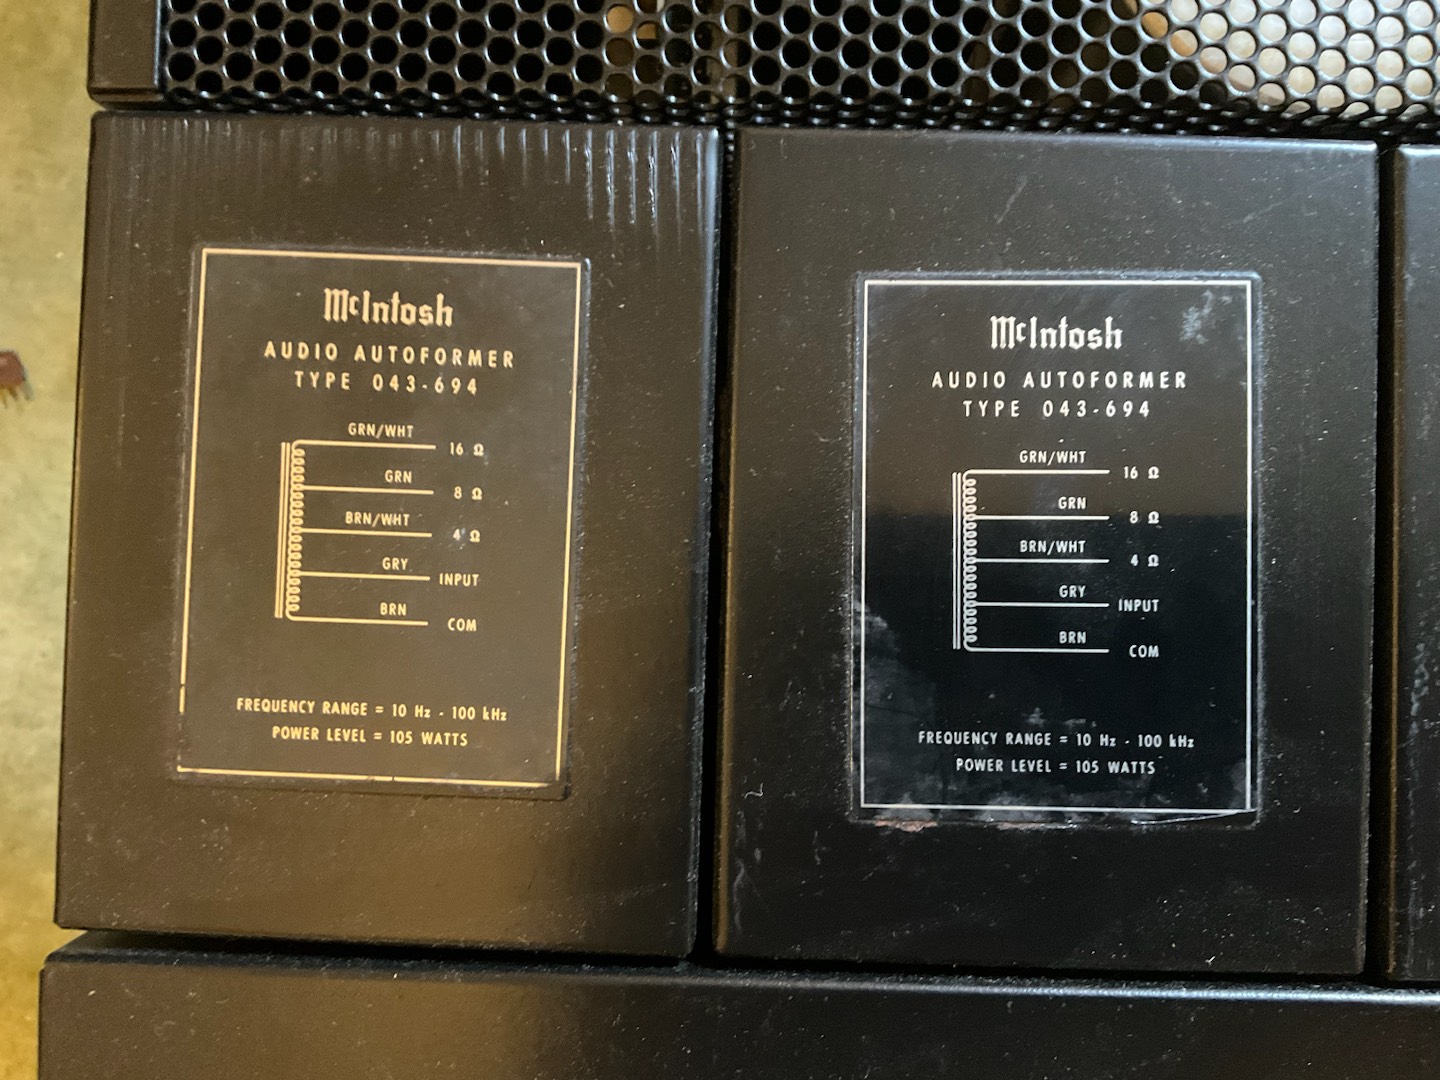 McIntosh
AUDIO AUTOFORMER
TYPE 043-694
GRN/WHT 16 Ω
GRN 8 Ω
BRN/WHT 4 Ω
GRY INPUT
BRN COM
FREQUENCY RANGE = 10 Hz - 100 kHz
POWER LEVEL = 105 WATTS
McIntosh
AUDIO AUTOFORMER
TYPE 043-694
GRN/WHT 16 Ω
GRN 8 Ω
BRN/WHT 4 Ω
GRY INPUT
BRN COM
FREQUENCY RANGE = 10 Hz - 100 kHz
POWER LEVEL = 105 WATTS